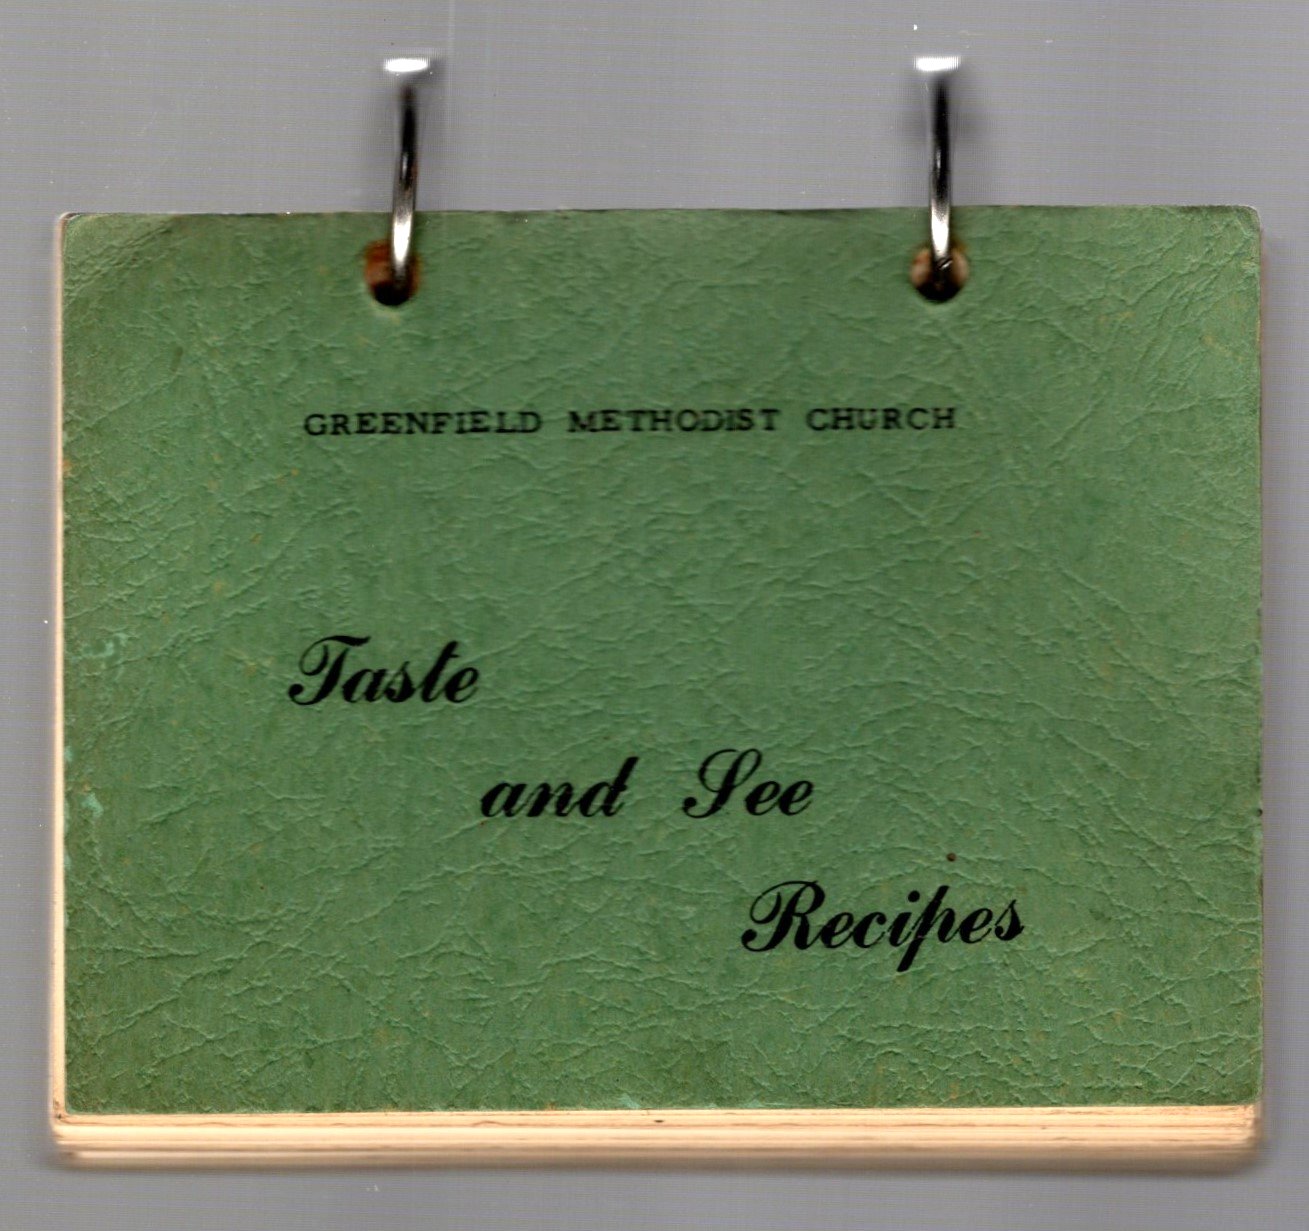 GREENFIELD METHODIST CHURCH
Taste
and See
Recipes